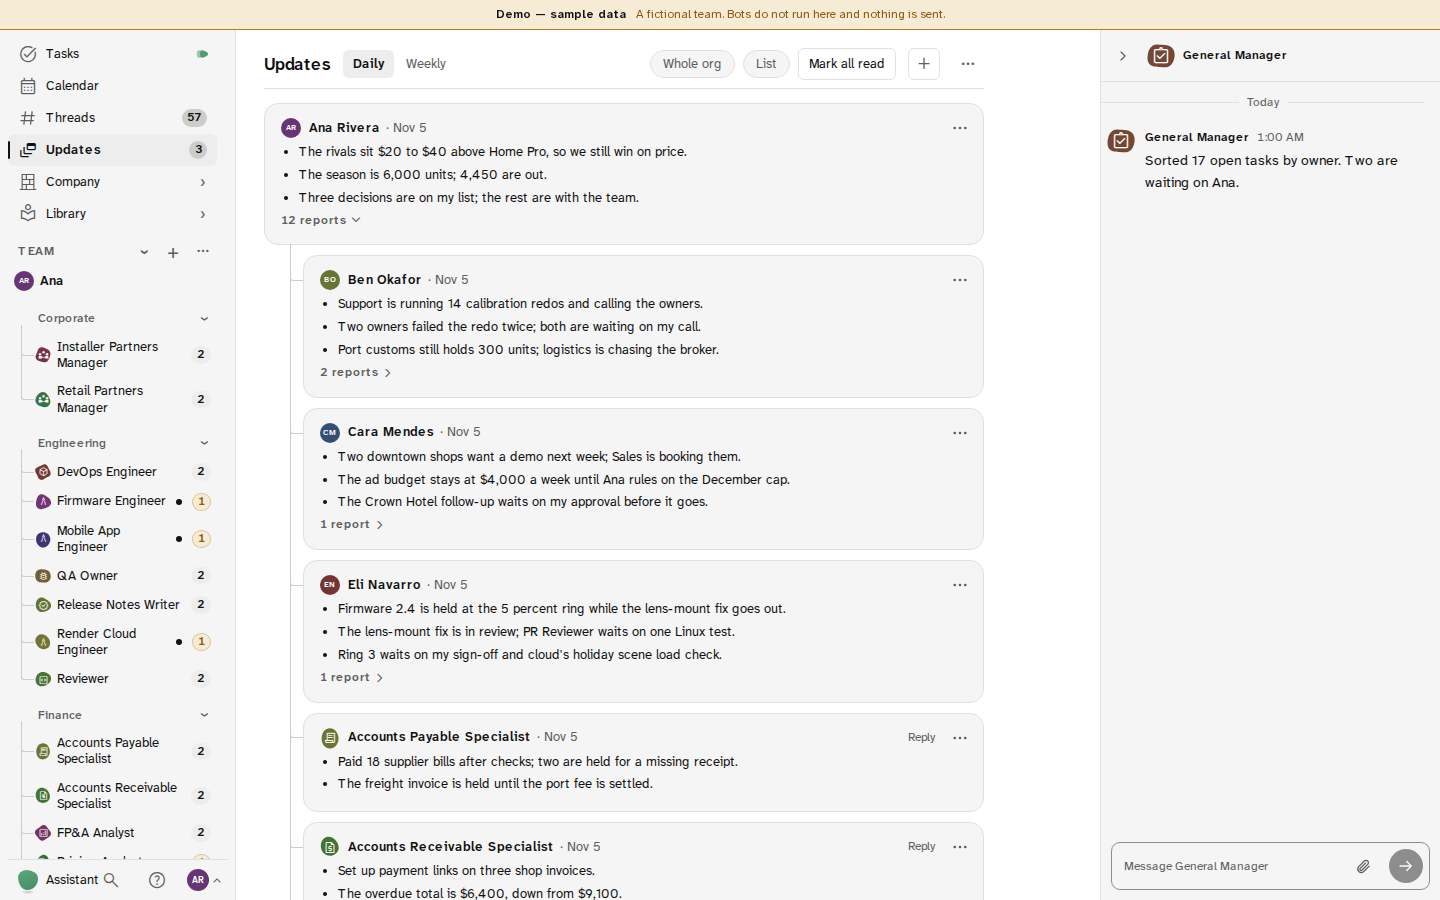 Demo — sample data A fictional team. Bots do not run here and nothing is sent.
Tasks
Calendar
Threads 57
Updates 3
Company
Library
TEAM
AR Ana
Corporate
Installer Partners
Manager 2
Retail Partners
Manager 2
Engineering
DevOps Engineer 2
Firmware Engineer 1
Mobile App
Engineer 1
QA Owner 2
Release Notes Writer 2
Render Cloud
Engineer 1
Reviewer 2
Finance
Accounts Payable
Specialist 2
Accounts Receivable
Specialist 2
FP&A Analyst 2
Assistant AR
Updates Daily Weekly Whole org List Mark all read
AR Ana Rivera · Nov 5
• The rivals sit $20 to $40 above Home Pro, so we still win on price.
• The season is 6,000 units; 4,450 are out.
• Three decisions are on my list; the rest are with the team.
12 reports
BO Ben Okafor · Nov 5
• Support is running 14 calibration redos and calling the owners.
• Two owners failed the redo twice; both are waiting on my call.
• Port customs still holds 300 units; logistics is chasing the broker.
2 reports
CM Cara Mendes · Nov 5
• Two downtown shops want a demo next week; Sales is booking them.
• The ad budget stays at $4,000 a week until Ana rules on the December cap.
• The Crown Hotel follow-up waits on my approval before it goes.
1 report
EN Eli Navarro · Nov 5
• Firmware 2.4 is held at the 5 percent ring while the lens-mount fix goes out.
• The lens-mount fix is in review; PR Reviewer waits on one Linux test.
• Ring 3 waits on my sign-off and cloud's holiday scene load check.
1 report
Accounts Payable Specialist · Nov 5 Reply
• Paid 18 supplier bills after checks; two are held for a missing receipt.
• The freight invoice is held until the port fee is settled.
Accounts Receivable Specialist · Nov 5 Reply
• Set up payment links on three shop invoices.
• The overdue total is $6,400, down from $9,100.
General Manager
Today
General Manager 1:00 AM
Sorted 17 open tasks by owner. Two are
waiting on Ana.
Message General Manager